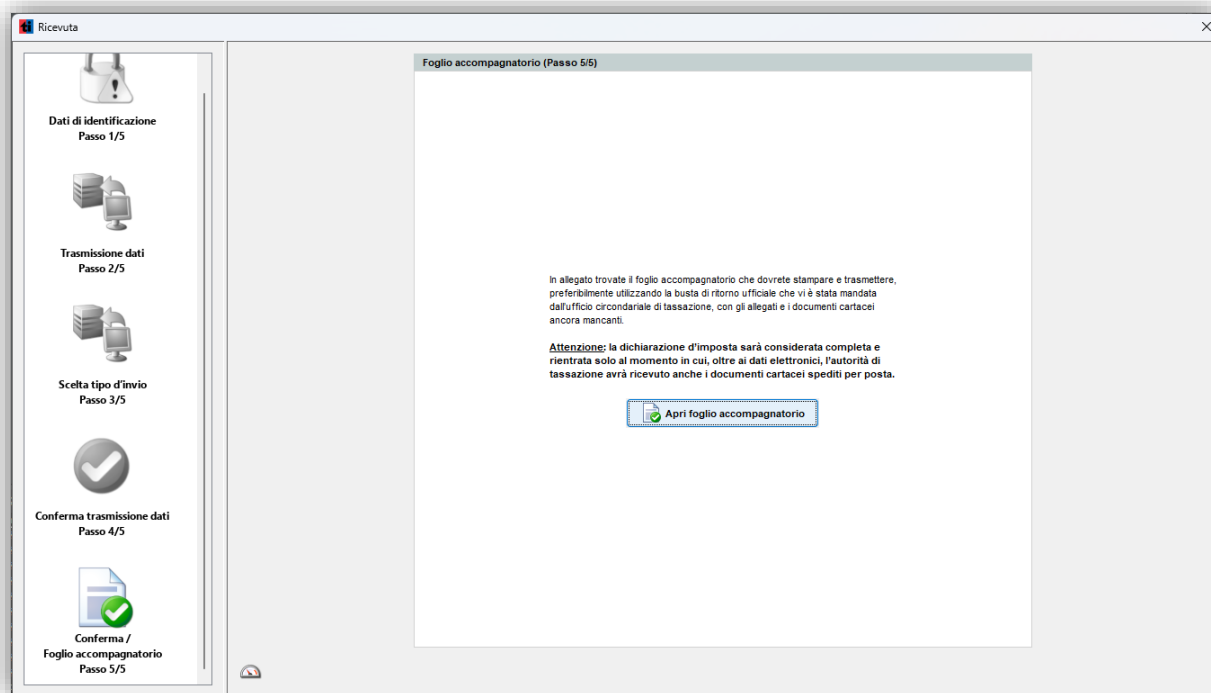 ti Ricevuta
Dati di identificazione
Passo 1/5
Trasmissione dati
Passo 2/5
Scelta tipo d'invio
Passo 3/5
Conferma trasmissione dati
Passo 4/5
Conferma /
Foglio accompagnatorio
Passo 5/5
Foglio accompagnatorio (Passo 5/5)
In allegato trovate il foglio accompagnatorio che dovrete stampare e trasmettere,
preferibilmente utilizzando la busta di ritorno ufficiale che vi è stata mandata
dall'ufficio circondariale di tassazione, con gli allegati e i documenti cartacei
ancora mancanti.
Attenzione: la dichiarazione d'imposta sarà considerata completa e
rientrata solo al momento in cui, oltre ai dati elettronici, l'autorità di
tassazione avrà ricevuto anche i documenti cartacei spediti per posta.
Apri foglio accompagnatorio